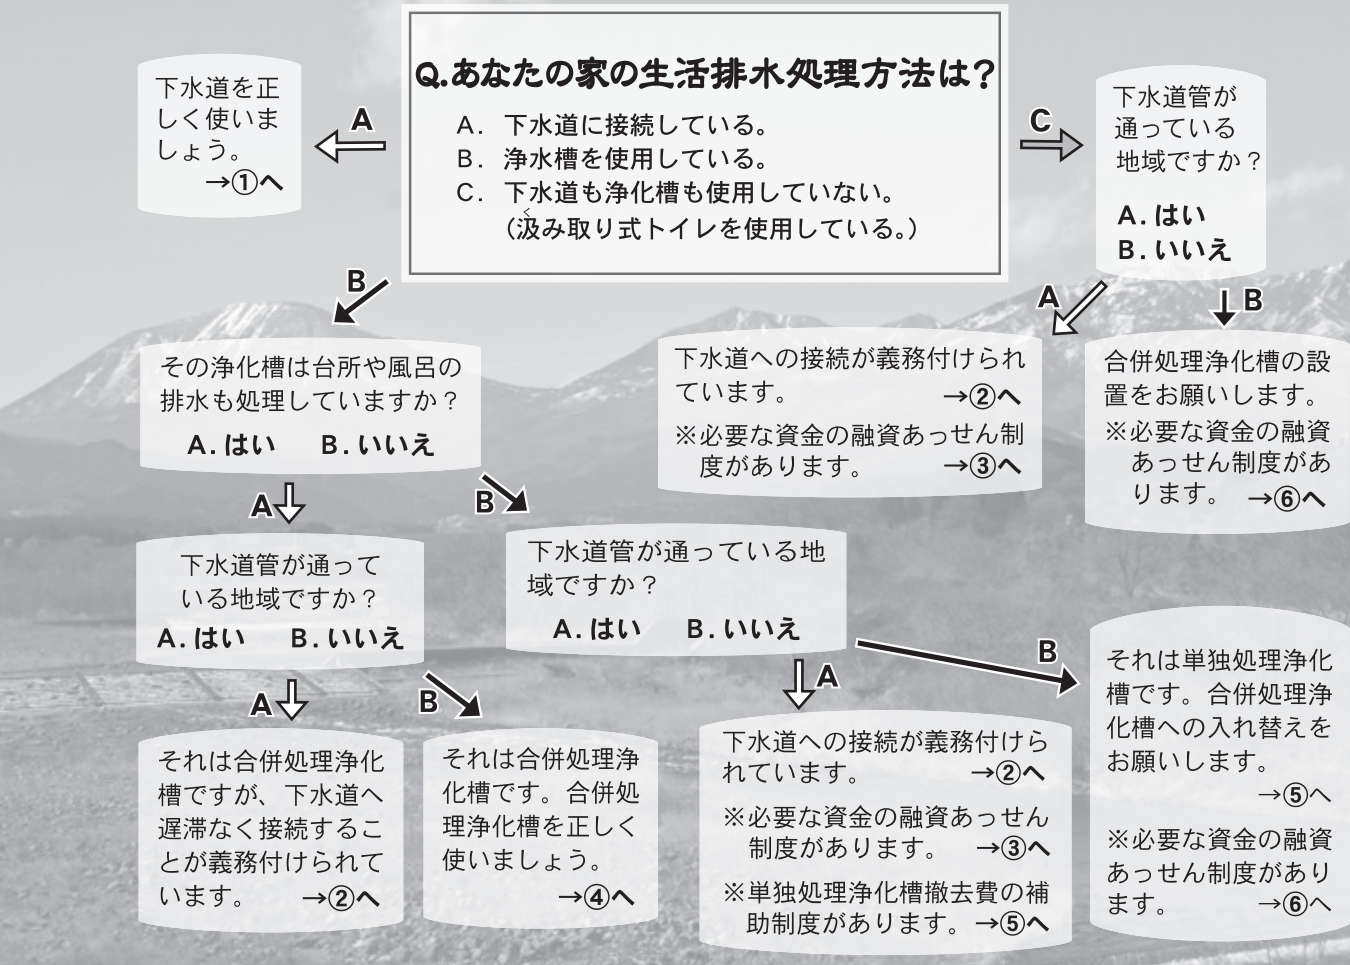 Q.あなたの家の生活排水処理方法は?
A. 下水道に接続している。
B. 浄水槽を使用している。
C. 下水道も浄化槽も使用していない。
く
(汲み取り式トイレを使用している。)
A
下水道を正
しく使いま
しょう。
→①へ
C
下水道管が
通っている
地域ですか?
A. はい
B. いいえ
A
下水道への接続が義務付けられ
ています。 →②へ
※必要な資金の融資あっせん制
度があります。 →③へ
B
合併処理浄化槽の設
置をお願いします。
※必要な資金の融資
あっせん制度があ
ります。 →⑥へ
B
その浄化槽は台所や風呂の
排水も処理していますか?
A. はい B. いいえ
A
下水道管が通って
いる地域ですか?
A. はい B. いいえ
B
下水道管が通っている地
域ですか?
A. はい B. いいえ
A
それは合併処理浄化
槽ですが、下水道へ
遅滞なく接続するこ
とが義務付けられて
います。 →②へ
B
それは合併処理浄
化槽です。合併処
理浄化槽を正しく
使いましょう。
→④へ
A
下水道への接続が義務付けら
れています。 →②へ
※必要な資金の融資あっせん
制度があります。 →③へ
※単独処理浄化槽撤去費の補
助制度があります。→⑤へ
B
それは単独処理浄化
槽です。合併処理浄
化槽への入れ替えを
お願いします。
→⑤へ
※必要な資金の融資
あっせん制度があり
ます。 →⑥へ